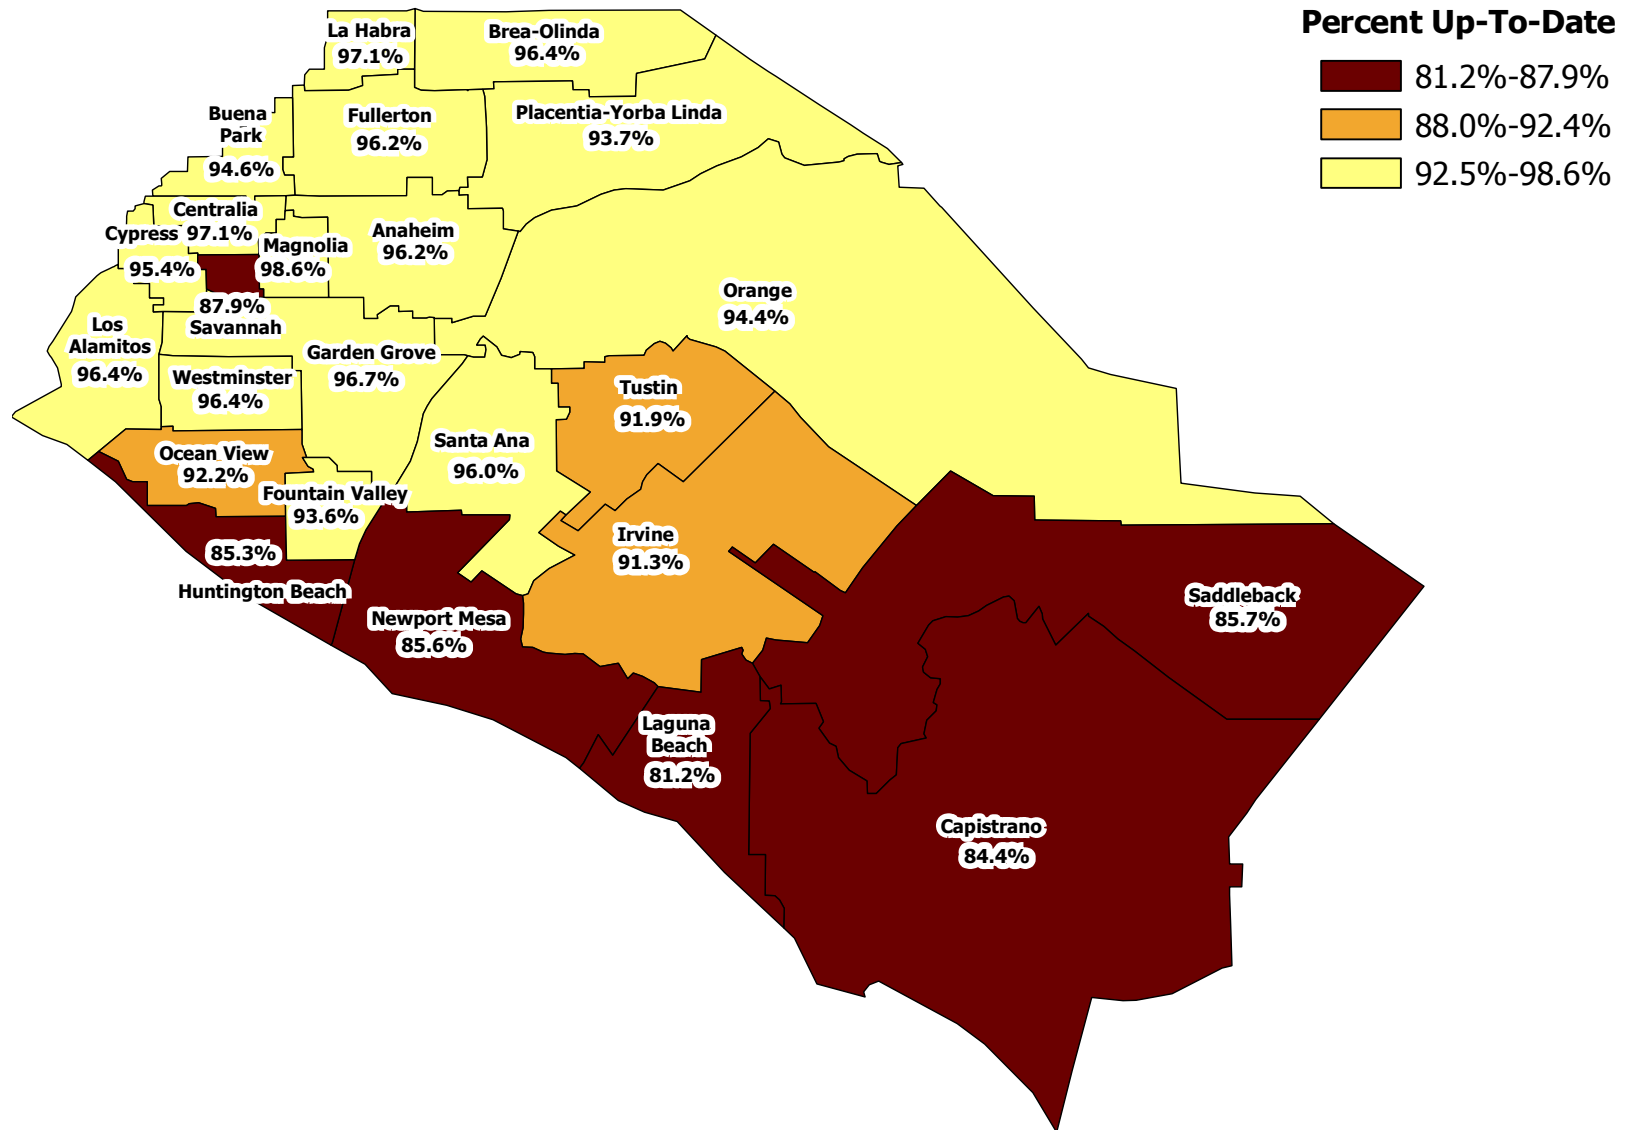 Percent Up-To-Date
81.2%-87.9%
88.0%-92.4%
92.5%-98.6%
La Habra
97.1%
Brea-Olinda
96.4%
Buena
Park
94.6%
Fullerton
96.2%
Placentia-Yorba Linda
93.7%
Centralia
97.1%
Cypress
95.4%
Magnolia
98.6%
Anaheim
96.2%
87.9%
Savannah
Orange
94.4%
Los
Alamitos
96.4%
Garden Grove
96.7%
Westminster
96.4%
Tustin
91.9%
Santa Ana
96.0%
Ocean View
92.2%
Fountain Valley
93.6%
Irvine
91.3%
85.3%
Huntington Beach
Newport Mesa
85.6%
Saddleback
85.7%
Laguna
Beach
81.2%
Capistrano
84.4%